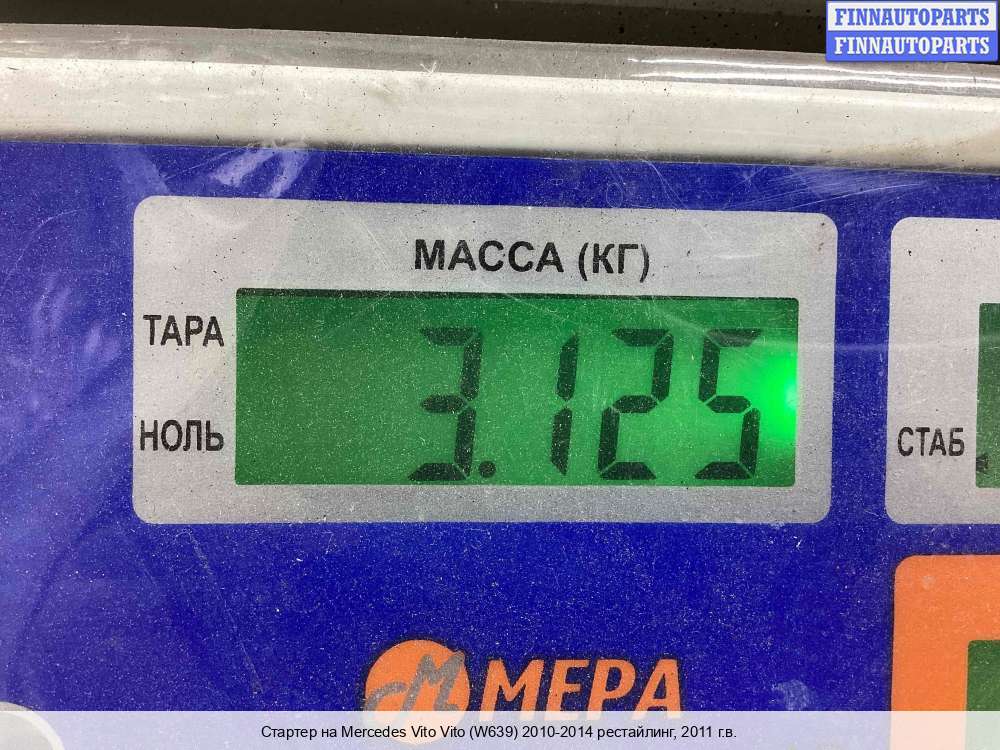 FINNAUTOPARTS
FINNAUTOPARTS
МАССА (КГ)
ТАРА
3.125
НОЛЬ
СТАБ
МЕРА
Стартер на Mercedes Vito Vito (W639) 2010-2014 рестайлинг, 2011 г.в.